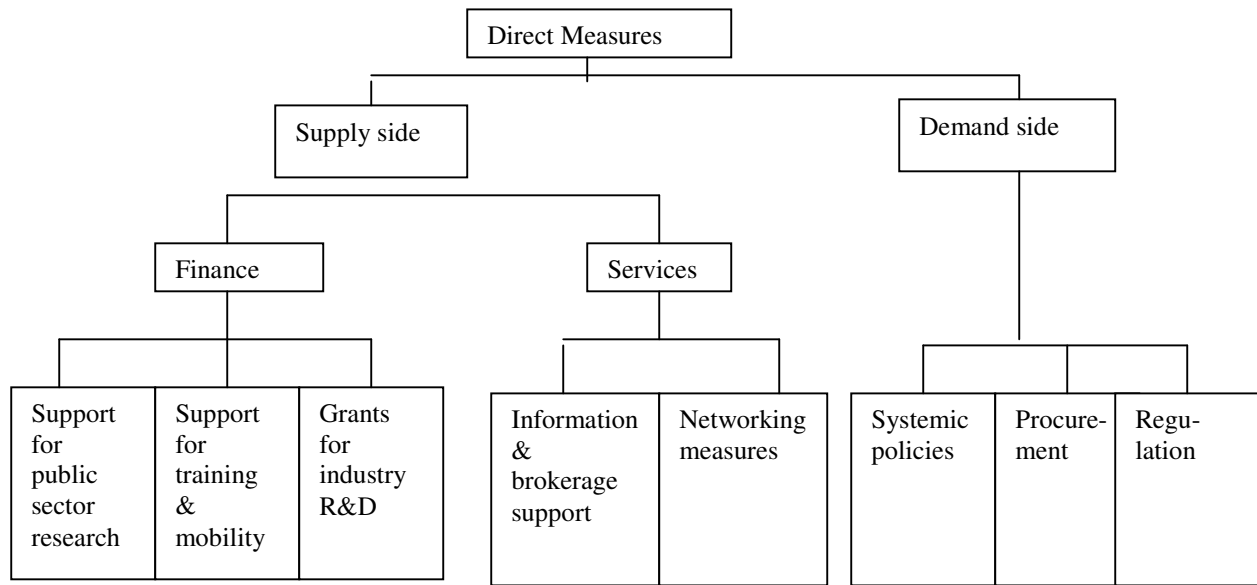 Direct Measures
Supply side
Demand side
Finance
Services
Support
for
public
sector
research
Support
for
training
&
mobility
Grants
for
industry
R&D
Information
&
brokerage
support
Networking
measures
Systemic
policies
Procure-
ment
Regu-
lation